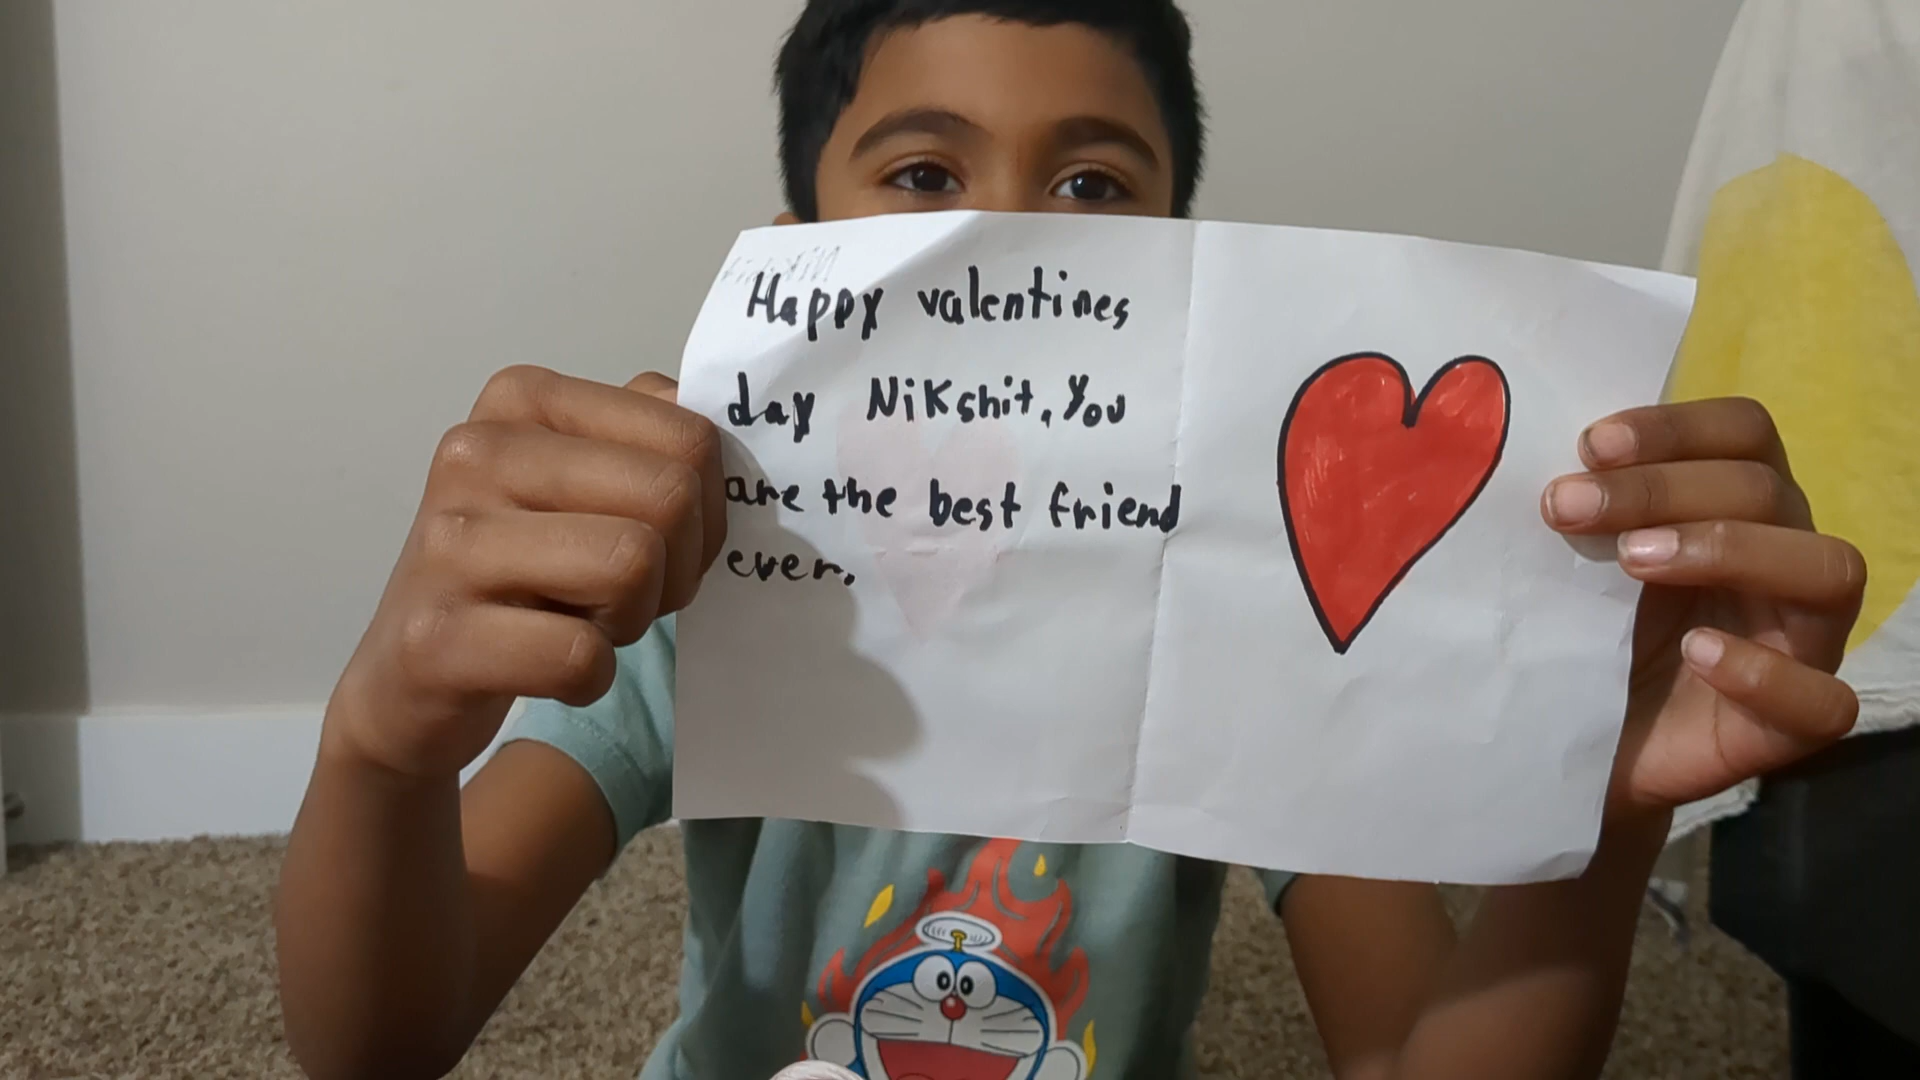 Happy valentines
day Nikshit. You
are the best friend
ever.